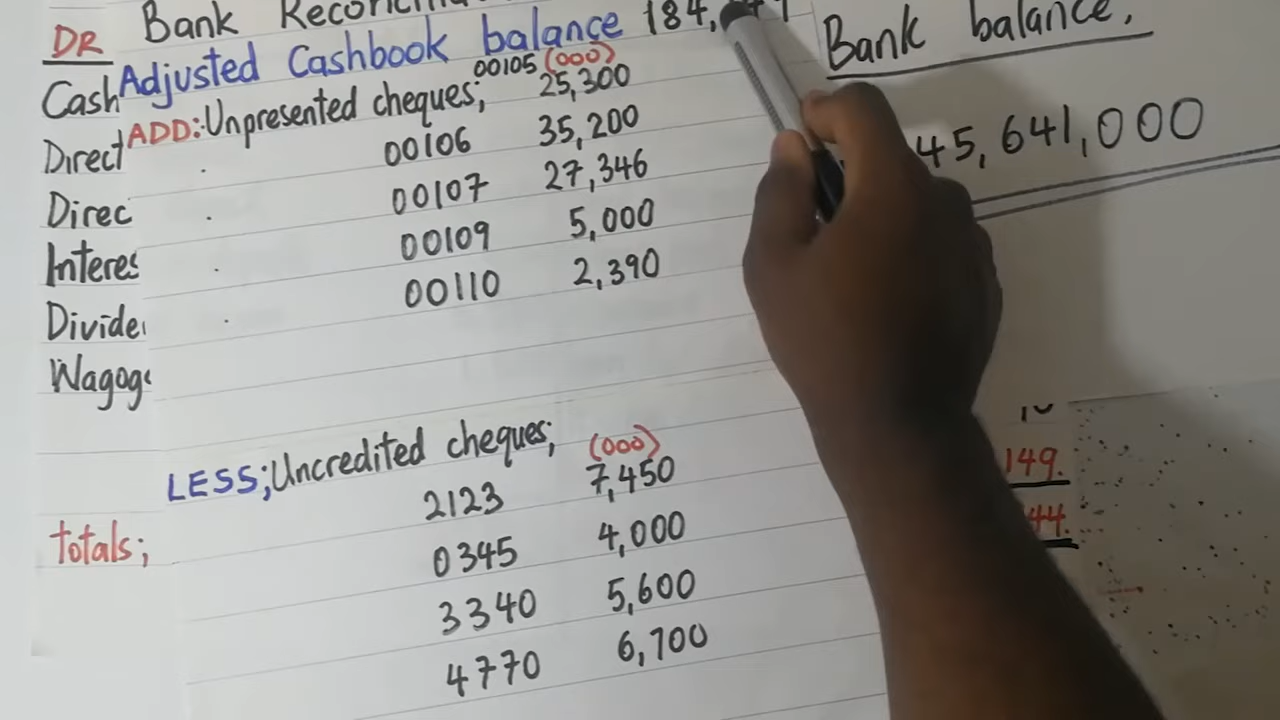 Bank
DR
Adjusted Cashbook balance 184,
Cash
ADD:Unpresented cheques; 00105 (000) 25,300
Direct 00106 35,200
00107 27,346
Direc
00109 5,000
Interes
00110 2,390
Divide
Wagog
LESS; Uncredited cheques; (000)
2123 7,450
totals; 0345 4,000
3340 5,600
4770 6,700
Bank balance.
45,641,000
149.
44.